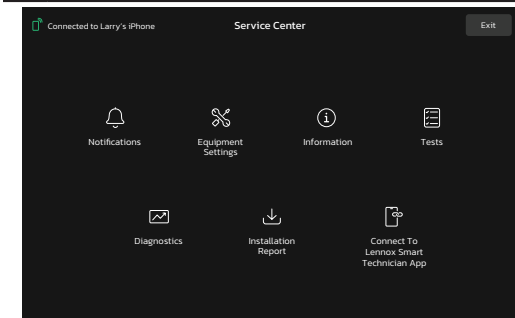 Connected to Larry's iPhone
Service Center
Exit
Notifications
Equipment
Settings
Information
Tests
Diagnostics
Installation
Report
Connect To
Lennox Smart
Technician App